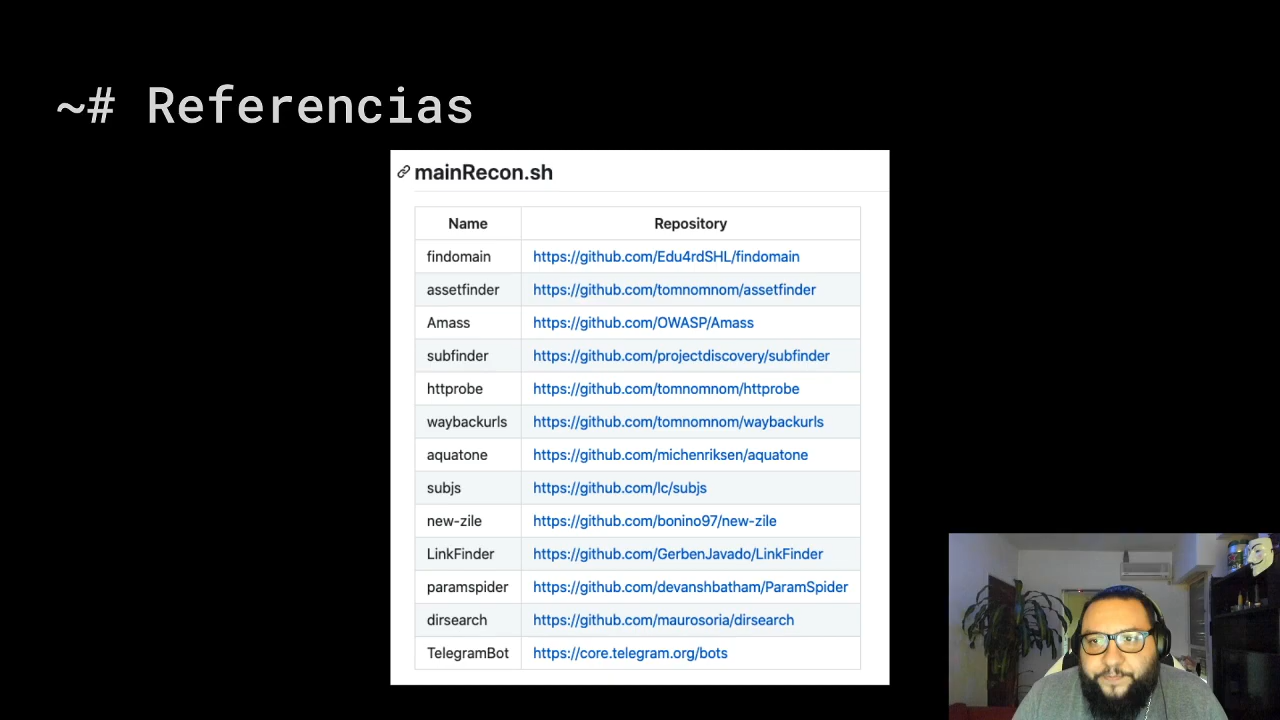 ~# Referencias
mainRecon.sh
Name Repository
findomain https://github.com/Edu4rdSHL/findomain
assetfinder https://github.com/tomnomnom/assetfinder
Amass https://github.com/OWASP/Amass
subfinder https://github.com/projectdiscovery/subfinder
httprobe https://github.com/tomnomnom/httprobe
waybackurls https://github.com/tomnomnom/waybackurls
aquatone https://github.com/michenriksen/aquatone
subjs https://github.com/lc/subjs
new-zile https://github.com/bonino97/new-zile
LinkFinder https://github.com/GerbenJavado/LinkFinder
paramspider https://github.com/devanshbatham/ParamSpider
dirsearch https://github.com/maurosoria/dirsearch
TelegramBot https://core.telegram.org/bots